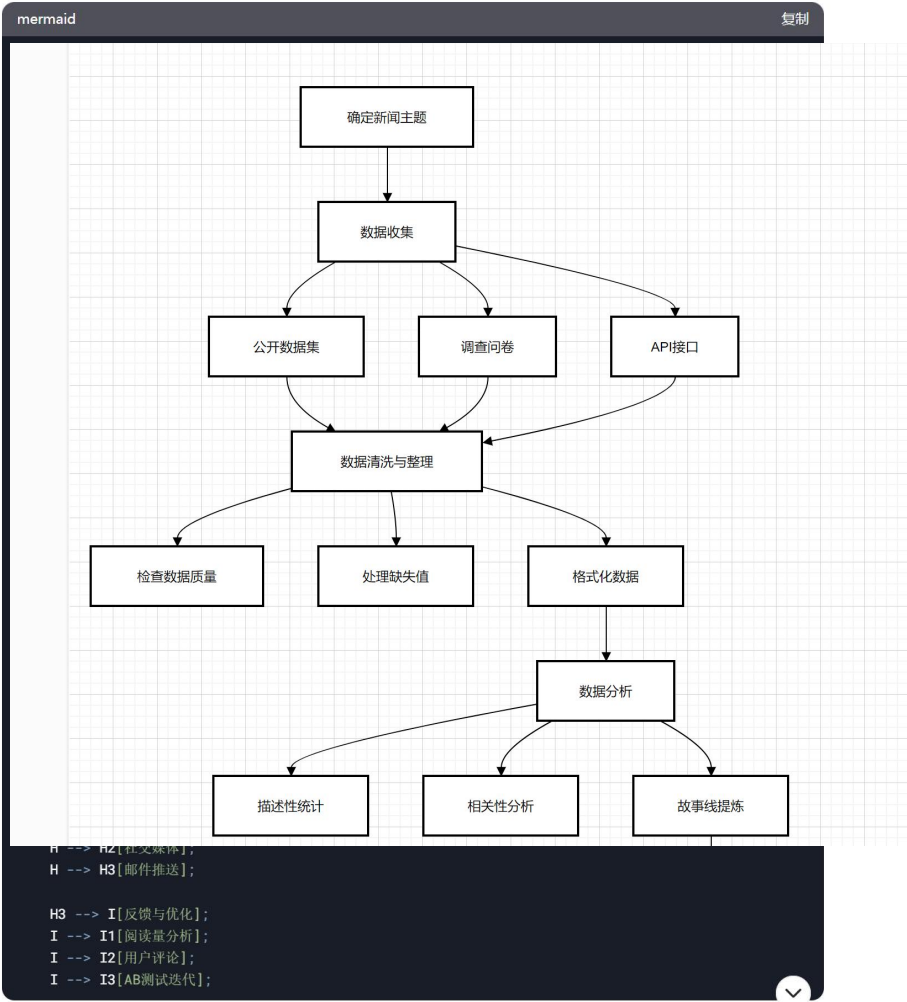 mermaid 复制
确定新闻主题
数据收集
公开数据集 调查问卷 API接口
数据清洗与整理
检查数据质量 处理缺失值 格式化数据
数据分析
描述性统计 相关性分析 故事线提炼
H --> H2[社交媒体];
H --> H3[邮件推送];
H3 --> I[反馈与优化];
I --> I1[阅读量分析];
I --> I2[用户评论];
I --> I3[AB测试迭代];